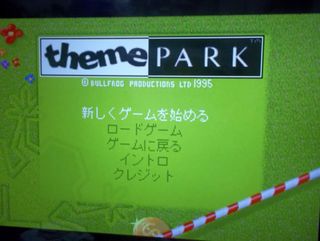 theme PARK
TM
© BULLFROG PRODUCTIONS LTD 1995
新しくゲームを始める
ロードゲーム
ゲームに戻る
イントロ
クレジット